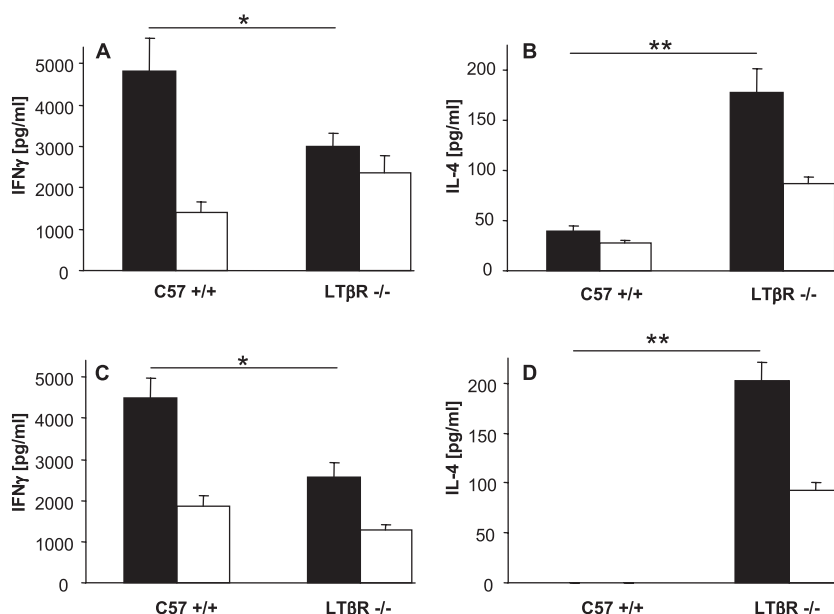 A
*
IFNγ [pg/ml]
5000
4000
3000
2000
1000
0
C57 +/+
LTβR -/-
B
**
IL-4 [pg/ml]
200
150
100
50
0
C57 +/+
LTβR -/-
C
*
IFNγ [pg/ml]
5000
4000
3000
2000
1000
0
C57 +/+
LTβR -/-
D
**
IL-4 [pg/ml]
200
150
100
50
0
C57 +/+
LTβR -/-